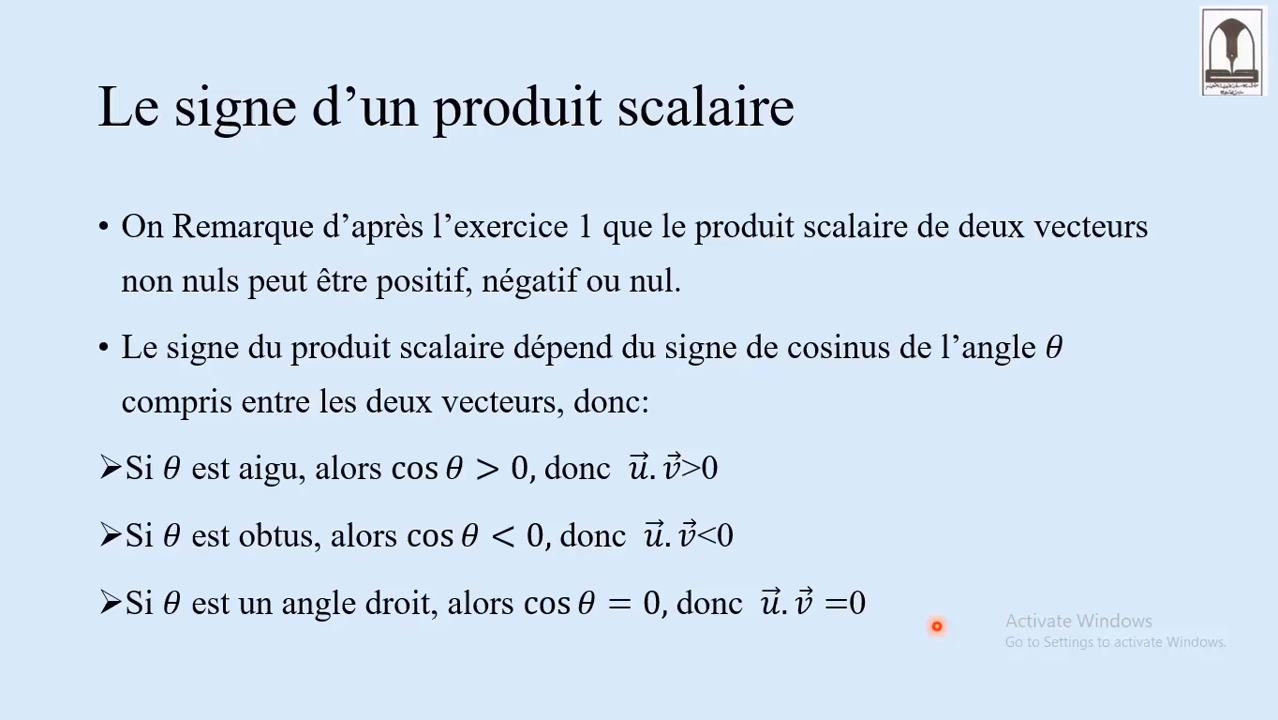 Le signe d’un produit scalaire
• On Remarque d’après l’exercice 1 que le produit scalaire de deux vecteurs
non nuls peut être positif, négatif ou nul.
• Le signe du produit scalaire dépend du signe de cosinus de l’angle θ
compris entre les deux vecteurs, donc:
➢Si θ est aigu, alors cos θ > 0, donc u⃗. v⃗>0
➢Si θ est obtus, alors cos θ < 0, donc u⃗. v⃗<0
➢Si θ est un angle droit, alors cos θ = 0, donc u⃗. v⃗ =0
Activate Windows
Go to Settings to activate Windows.